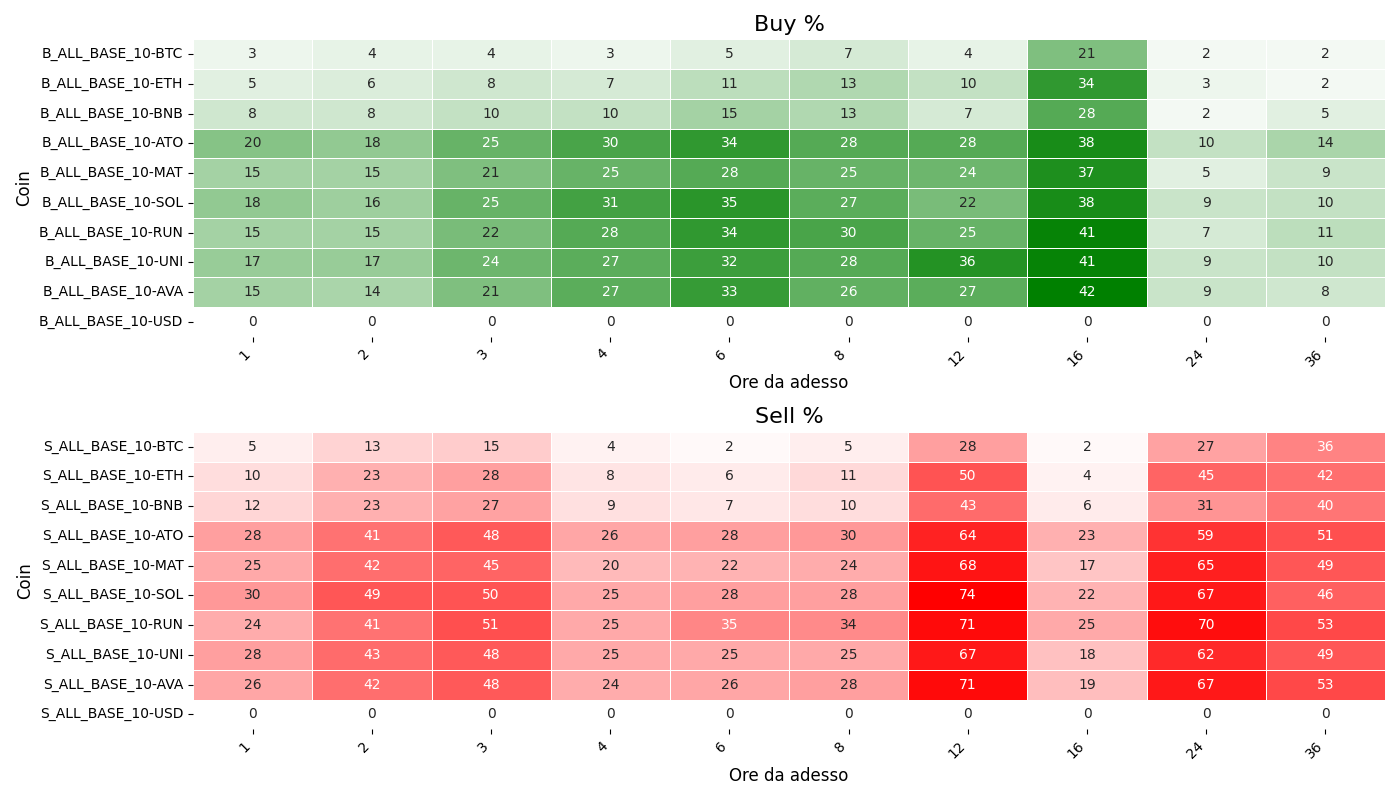 Buy %
Coin
B_ALL_BASE_10-BTC 3 4 4 3 5 7 4 21 2 2
B_ALL_BASE_10-ETH 5 6 8 7 11 13 10 34 3 2
B_ALL_BASE_10-BNB 8 8 10 10 15 13 7 28 2 5
B_ALL_BASE_10-ATO 20 18 25 30 34 28 28 38 10 14
B_ALL_BASE_10-MAT 15 15 21 25 28 25 24 37 5 9
B_ALL_BASE_10-SOL 18 16 25 31 35 27 22 38 9 10
B_ALL_BASE_10-RUN 15 15 22 28 34 30 25 41 7 11
B_ALL_BASE_10-UNI 17 17 24 27 32 28 36 41 9 10
B_ALL_BASE_10-AVA 15 14 21 27 33 26 27 42 9 8
B_ALL_BASE_10-USD 0 0 0 0 0 0 0 0 0 0
1 2 3 4 6 8 12 16 24 36
Ore da adesso
Sell %
Coin
S_ALL_BASE_10-BTC 5 13 15 4 2 5 28 2 27 36
S_ALL_BASE_10-ETH 10 23 28 8 6 11 50 4 45 42
S_ALL_BASE_10-BNB 12 23 27 9 7 10 43 6 31 40
S_ALL_BASE_10-ATO 28 41 48 26 28 30 64 23 59 51
S_ALL_BASE_10-MAT 25 42 45 20 22 24 68 17 65 49
S_ALL_BASE_10-SOL 30 49 50 25 28 28 74 22 67 46
S_ALL_BASE_10-RUN 24 41 51 25 35 34 71 25 70 53
S_ALL_BASE_10-UNI 28 43 48 25 25 25 67 18 62 49
S_ALL_BASE_10-AVA 26 42 48 24 26 28 71 19 67 53
S_ALL_BASE_10-USD 0 0 0 0 0 0 0 0 0 0
1 2 3 4 6 8 12 16 24 36
Ore da adesso